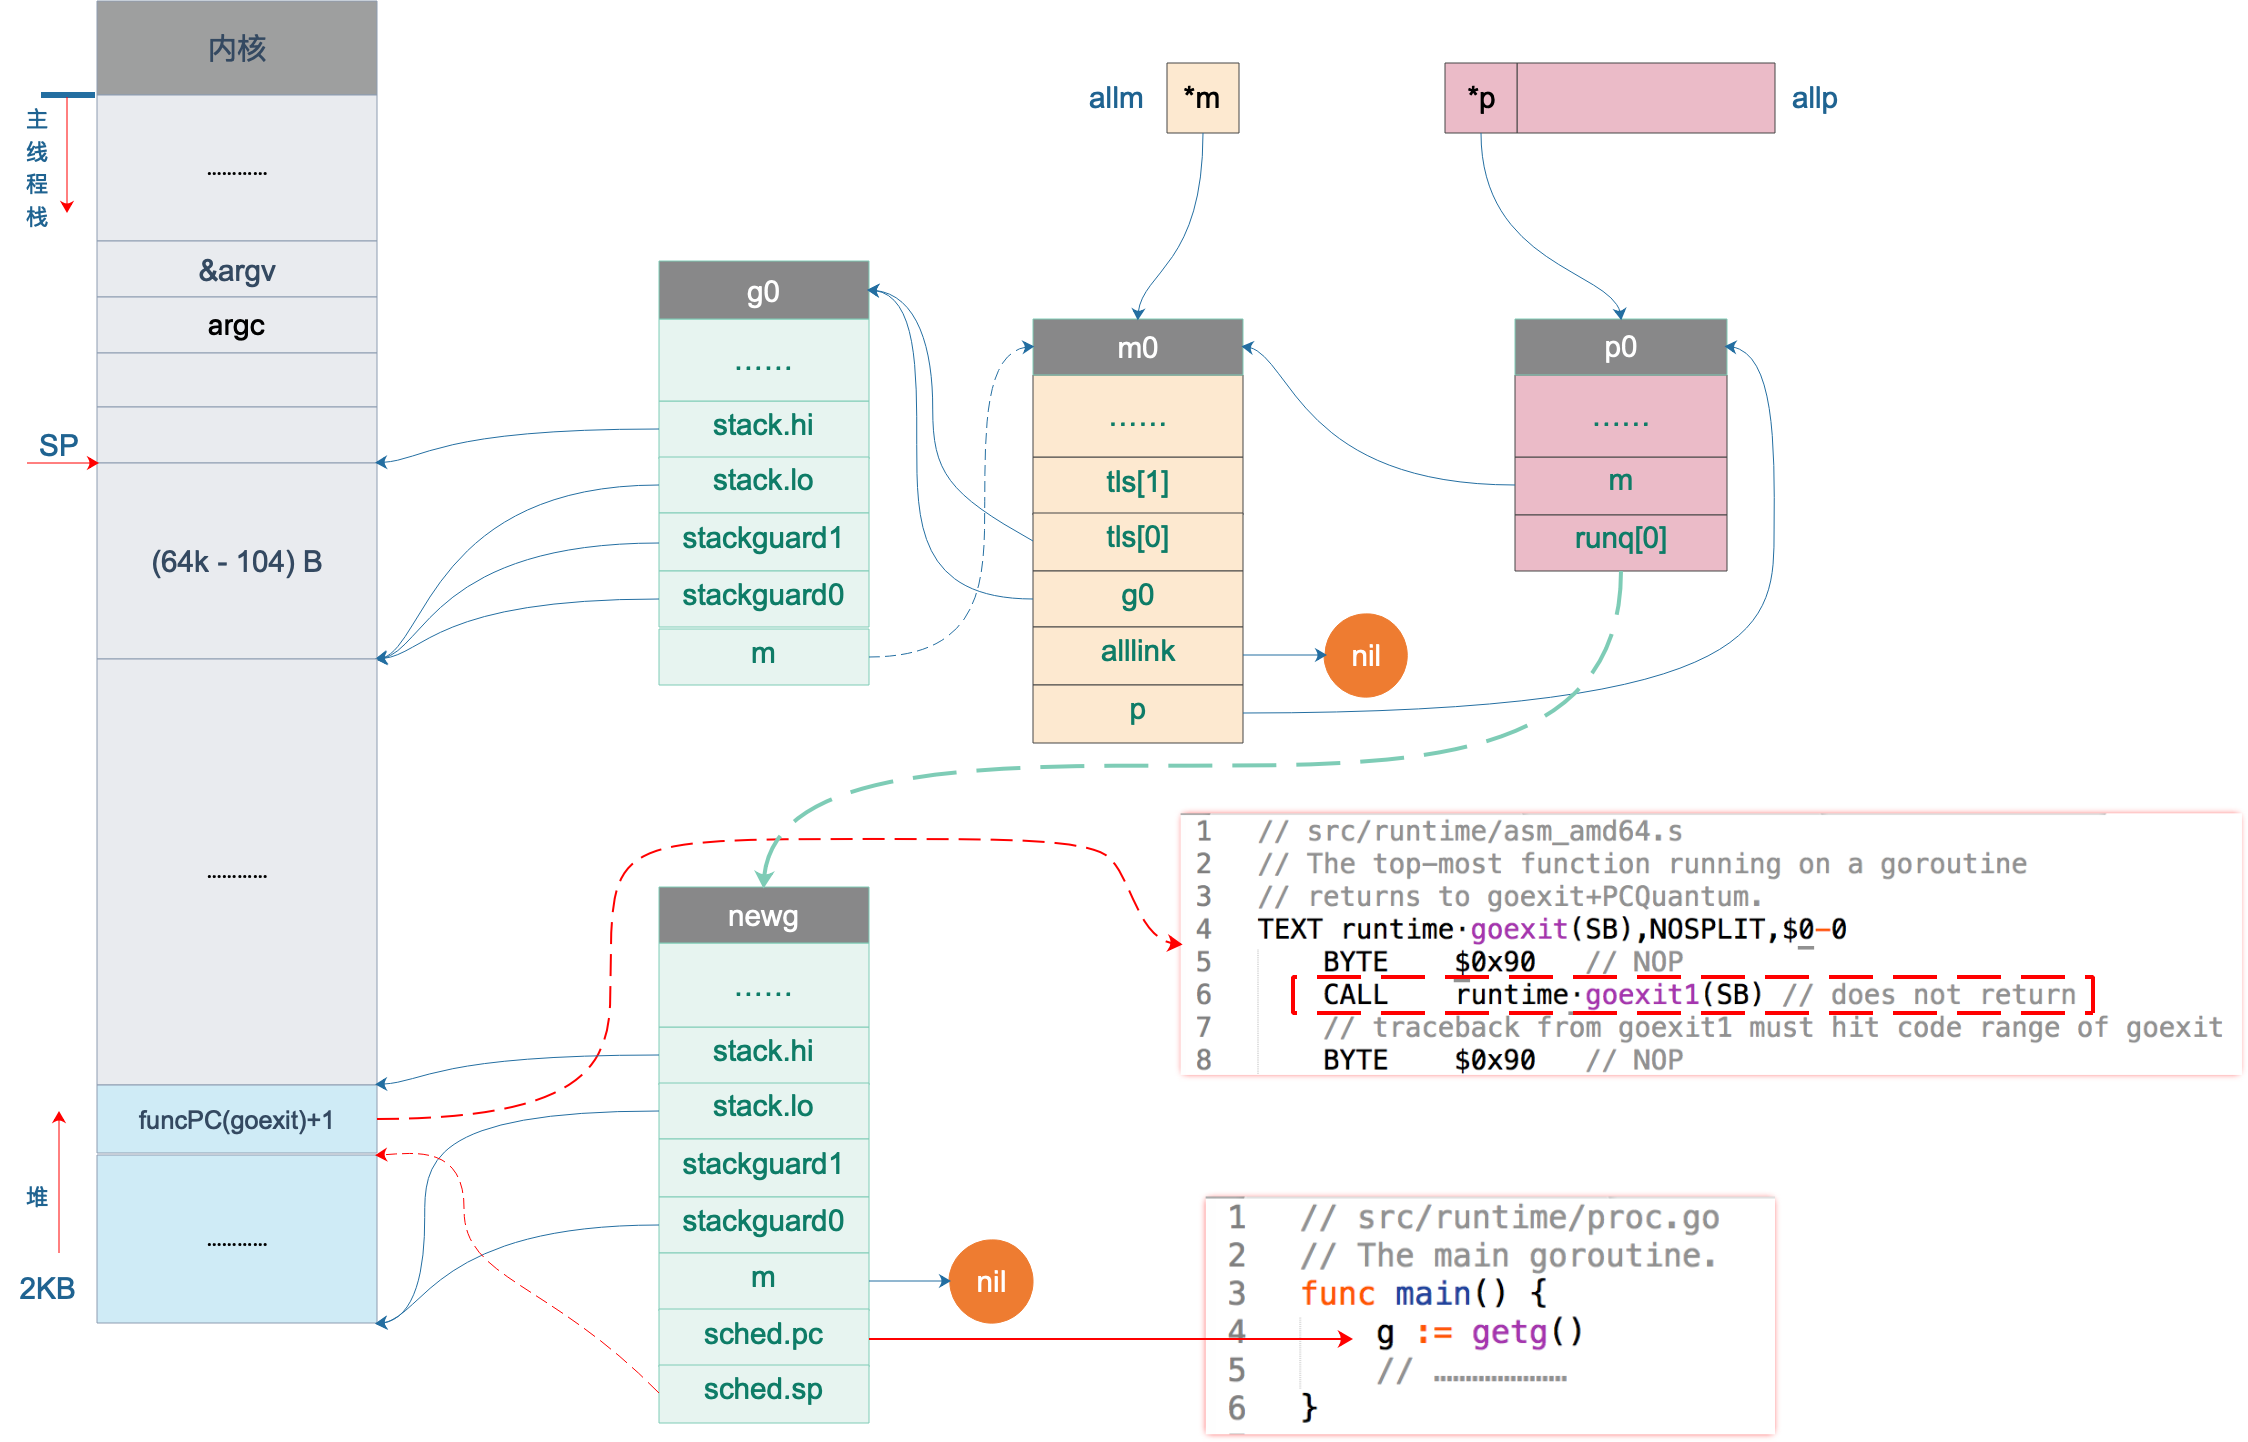 内核
主线程栈
…………
&argv
argc
SP
(64k - 104) B
…………
funcPC(goexit)+1
堆
…………
2KB
allm
*m
*p
allp
g0
……
stack.hi
stack.lo
stackguard1
stackguard0
m
m0
……
tls[1]
tls[0]
g0
alllink
p
nil
p0
……
m
runq[0]
newg
……
stack.hi
stack.lo
stackguard1
stackguard0
m
sched.pc
sched.sp
nil
1 // src/runtime/asm_amd64.s
2 // The top-most function running on a goroutine
3 // returns to goexit+PCQuantum.
4 TEXT runtime·goexit(SB),NOSPLIT,$0-0
5 BYTE $0x90 // NOP
6 CALL runtime·goexit1(SB) // does not return
7 // traceback from goexit1 must hit code range of goexit
8 BYTE $0x90 // NOP
1 // src/runtime/proc.go
2 // The main goroutine.
3 func main() {
4 g := getg()
5 // …………………
6 }